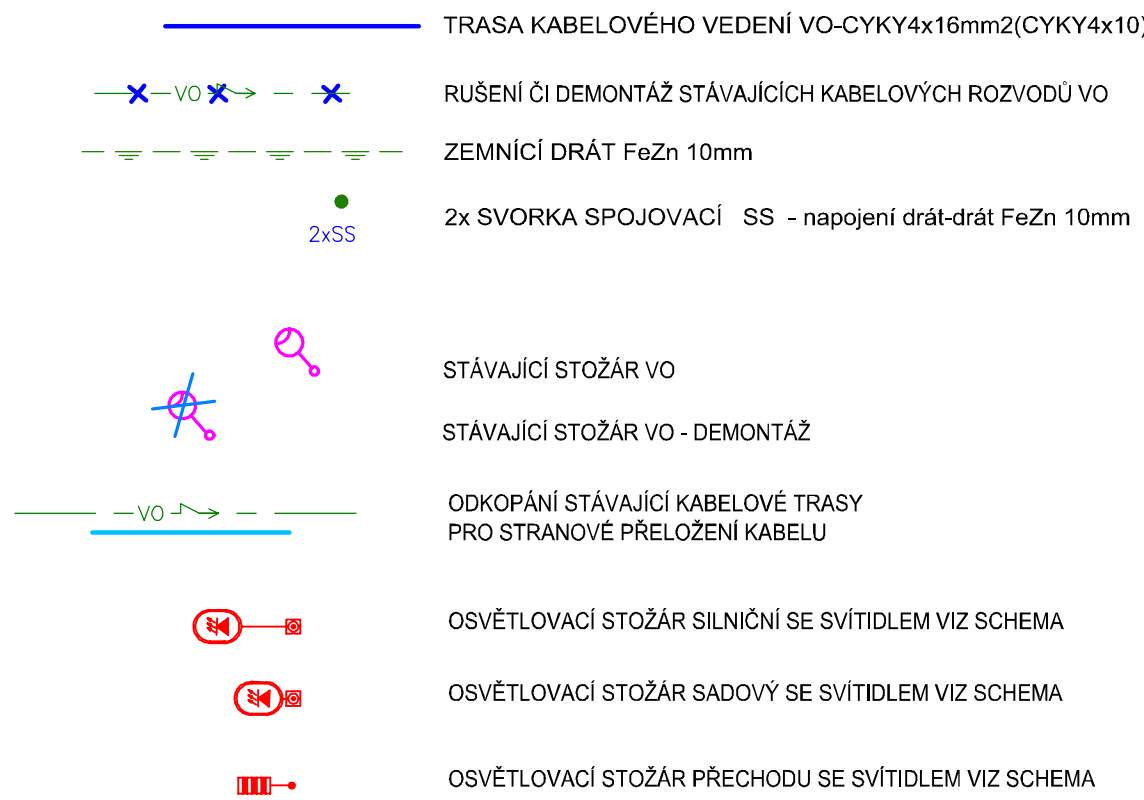 TRASA KABELOVÉHO VEDENÍ VO-CYKY4x16mm2(CYKY4x10)
VO
RUŠENÍ ČI DEMONTÁŽ STÁVAJÍCÍCH KABELOVÝCH ROZVODŮ VO
ZEMNÍCÍ DRÁT FeZn 10mm
2x SVORKA SPOJOVACÍ SS - napojení drát-drát FeZn 10mm
2xSS
STÁVAJÍCÍ STOŽÁR VO
STÁVAJÍCÍ STOŽÁR VO - DEMONTÁŽ
VO
ODKOPÁNÍ STÁVAJÍCÍ KABELOVÉ TRASY
PRO STRANOVÉ PŘELOŽENÍ KABELU
OSVĚTLOVACÍ STOŽÁR SILNIČNÍ SE SVÍTIDLEM VIZ SCHEMA
OSVĚTLOVACÍ STOŽÁR SADOVÝ SE SVÍTIDLEM VIZ SCHEMA
OSVĚTLOVACÍ STOŽÁR PŘECHODU SE SVÍTIDLEM VIZ SCHEMA